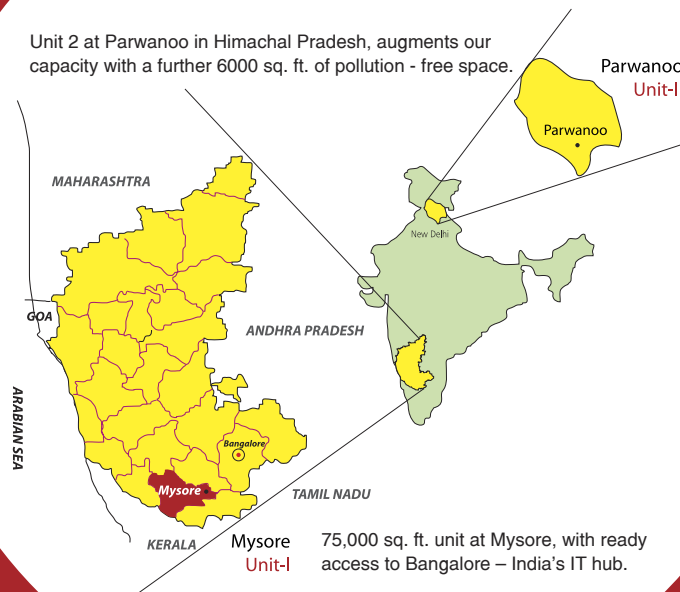 Unit 2 at Parwanoo in Himachal Pradesh, augments our
capacity with a further 6000 sq. ft. of pollution - free space.
Parwanoo
Unit-I
Parwanoo
MAHARASHTRA
New Delhi
GOA
ANDHRA PRADESH
ARABIAN SEA
Bangalore
Mysore
TAMIL NADU
KERALA
Mysore
Unit-I
75,000 sq. ft. unit at Mysore, with ready
access to Bangalore – India's IT hub.